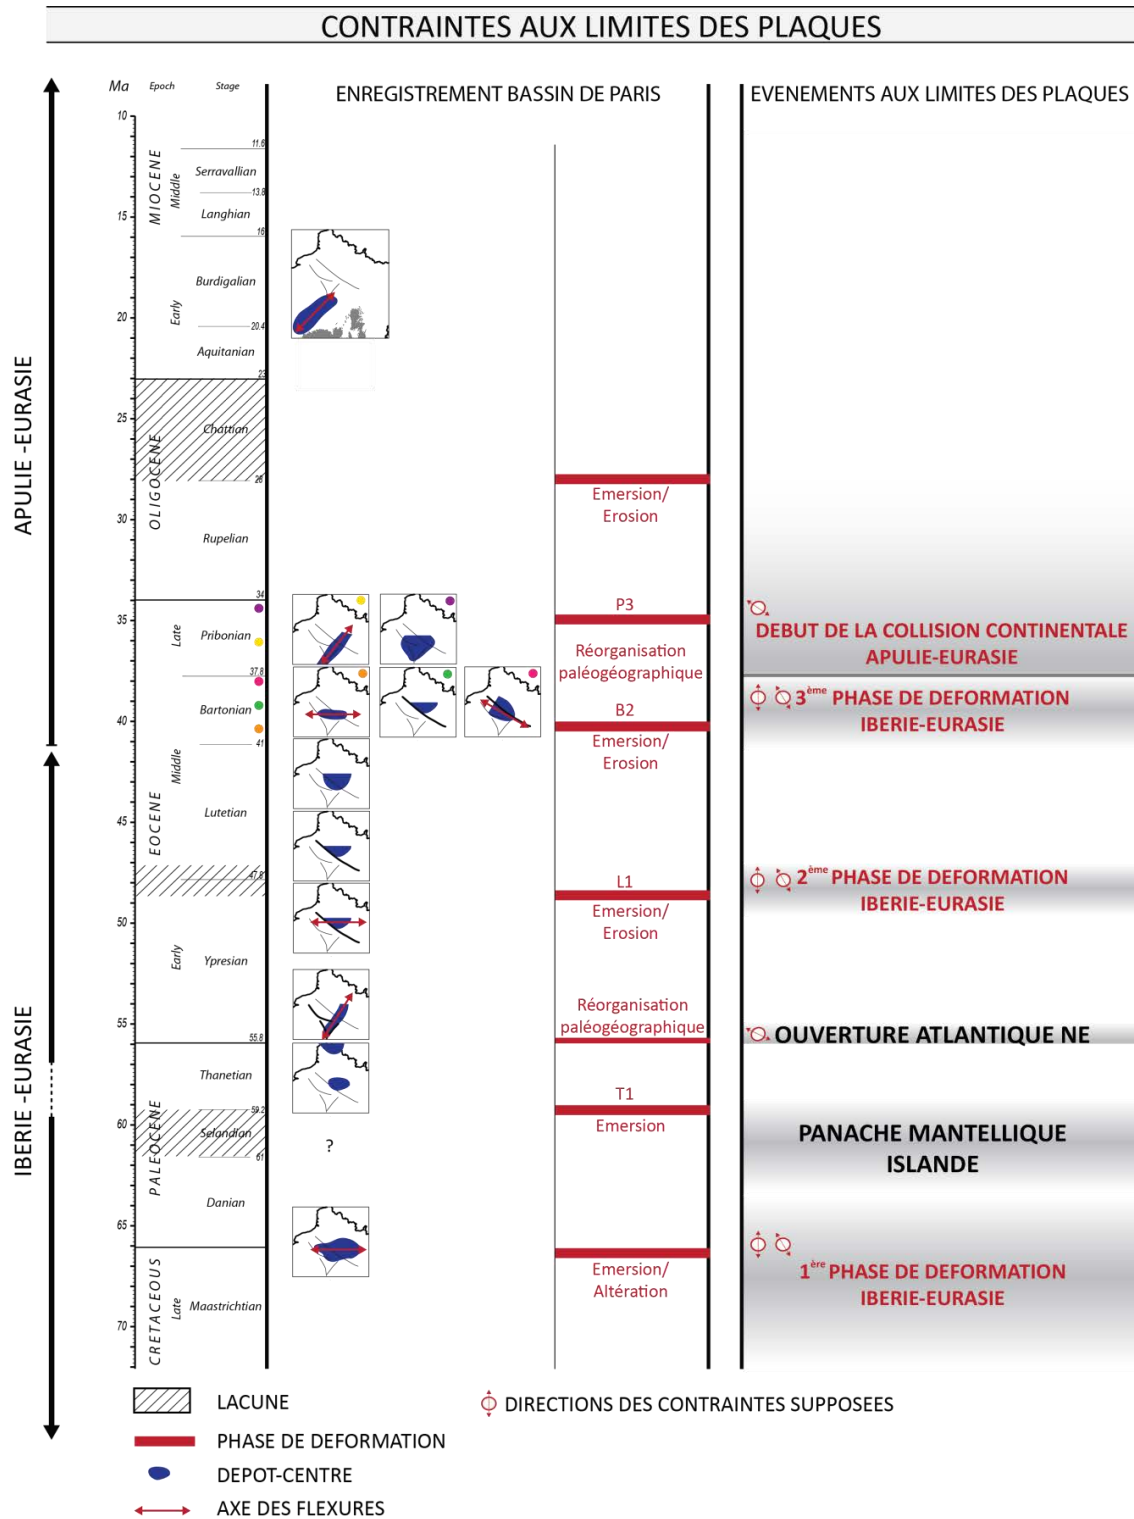 CONTRAINTES AUX LIMITES DES PLAQUES
Ma
Epoch
Stage
ENREGISTREMENT BASSIN DE PARIS
EVENEMENTS AUX LIMITES DES PLAQUES
APULIE -EURASIE
IBERIE -EURASIE
10
11.6
MIOCENE
Middle
Serravallian
13.8
Langhian
15
16
Early
Burdigalian
20
20.4
Aquitanian
23
25
OLIGOCENE
Chattian
28
Emersion/
Erosion
30
Rupelian
34
P3
35
Late
Pribonian
Réorganisation
paléogéographique
DEBUT DE LA COLLISION CONTINENTALE
APULIE-EURASIE
37.8
Bartonian
B2
3ème PHASE DE DEFORMATION
IBERIE-EURASIE
40
41
Emersion/
Erosion
EOCENE
Middle
Lutetian
45
47.8
L1
2ème PHASE DE DEFORMATION
IBERIE-EURASIE
50
Emersion/
Erosion
Early
Ypresian
55
55.8
Réorganisation
paléogéographique
OUVERTURE ATLANTIQUE NE
PALEOCENE
Thanetian
59.2
T1
60
Emersion
Selandian
?
61
PANACHE MANTELLIQUE
ISLANDE
Danian
65
CRETACEOUS
Late
Maastrichtian
70
Emersion/
Altération
1ère PHASE DE DEFORMATION
IBERIE-EURASIE
LACUNE
DIRECTIONS DES CONTRAINTES SUPPOSEES
PHASE DE DEFORMATION
DEPOT-CENTRE
AXE DES FLEXURES